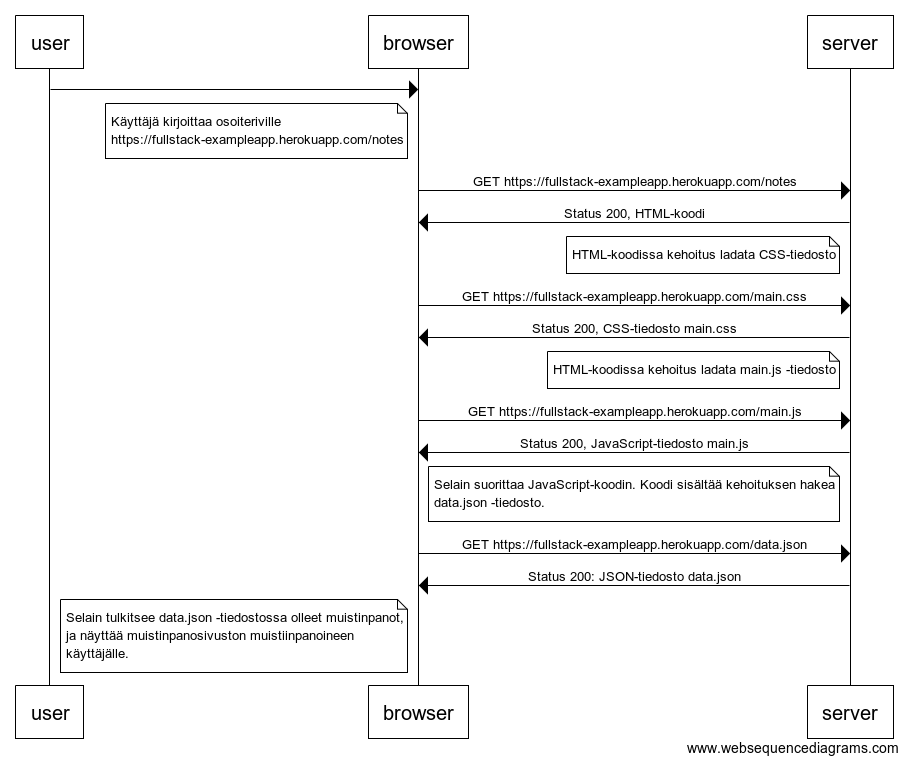 user
browser
server
Käyttäjä kirjoittaa osoiteriville
https://fullstack-exampleapp.herokuapp.com/notes
GET https://fullstack-exampleapp.herokuapp.com/notes
Status 200, HTML-koodi
HTML-koodissa kehoitus ladata CSS-tiedosto
GET https://fullstack-exampleapp.herokuapp.com/main.css
Status 200, CSS-tiedosto main.css
HTML-koodissa kehoitus ladata main.js -tiedosto
GET https://fullstack-exampleapp.herokuapp.com/main.js
Status 200, JavaScript-tiedosto main.js
Selain suorittaa JavaScript-koodin. Koodi sisältää kehoituksen hakea
data.json -tiedosto.
GET https://fullstack-exampleapp.herokuapp.com/data.json
Status 200: JSON-tiedosto data.json
Selain tulkitsee data.json -tiedostossa olleet muistinpanot,
ja näyttää muistinpanosivuston muistiinpanoineen
käyttäjälle.
user
browser
server
www.websequencediagrams.com